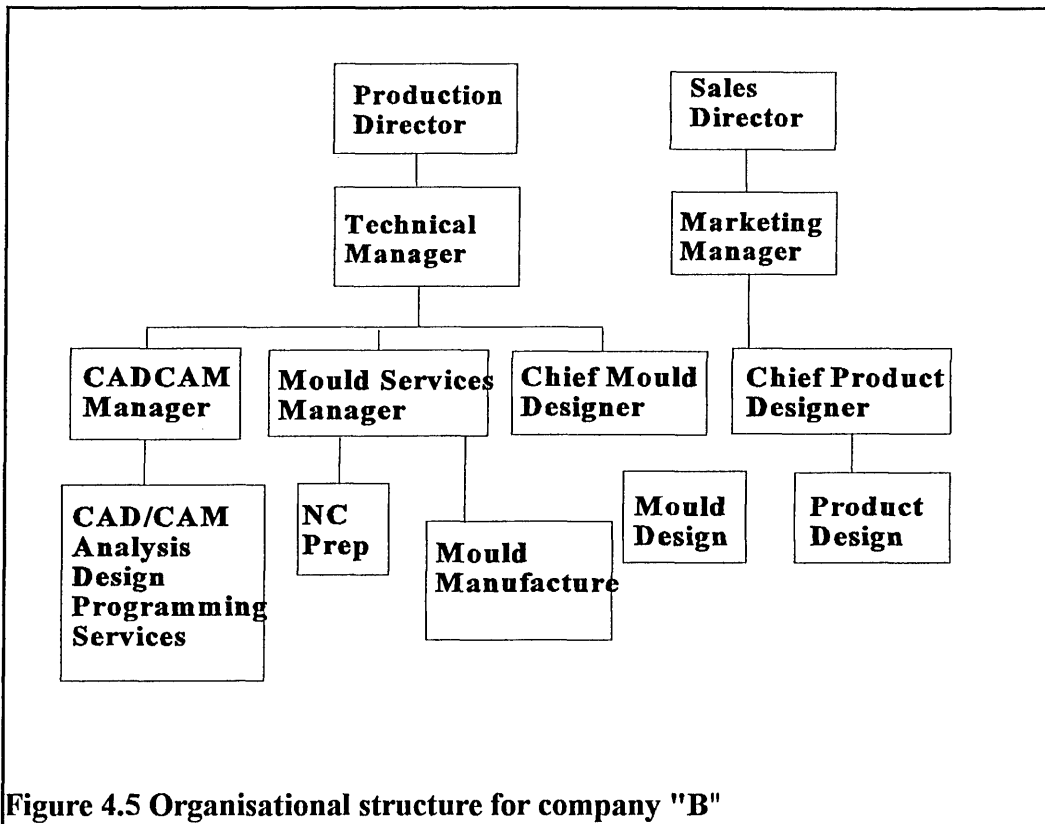 Production
Director
Sales
Director
Technical
Manager
Marketing
Manager
CADCAM
Manager
Mould Services
Manager
Chief Mould
Designer
Chief Product
Designer
CAD/CAM
Analysis
Design
Programming
Services
NC
Prep
Mould
Manufacture
Mould
Design
Product
Design
Figure 4.5 Organisational structure for company "B"